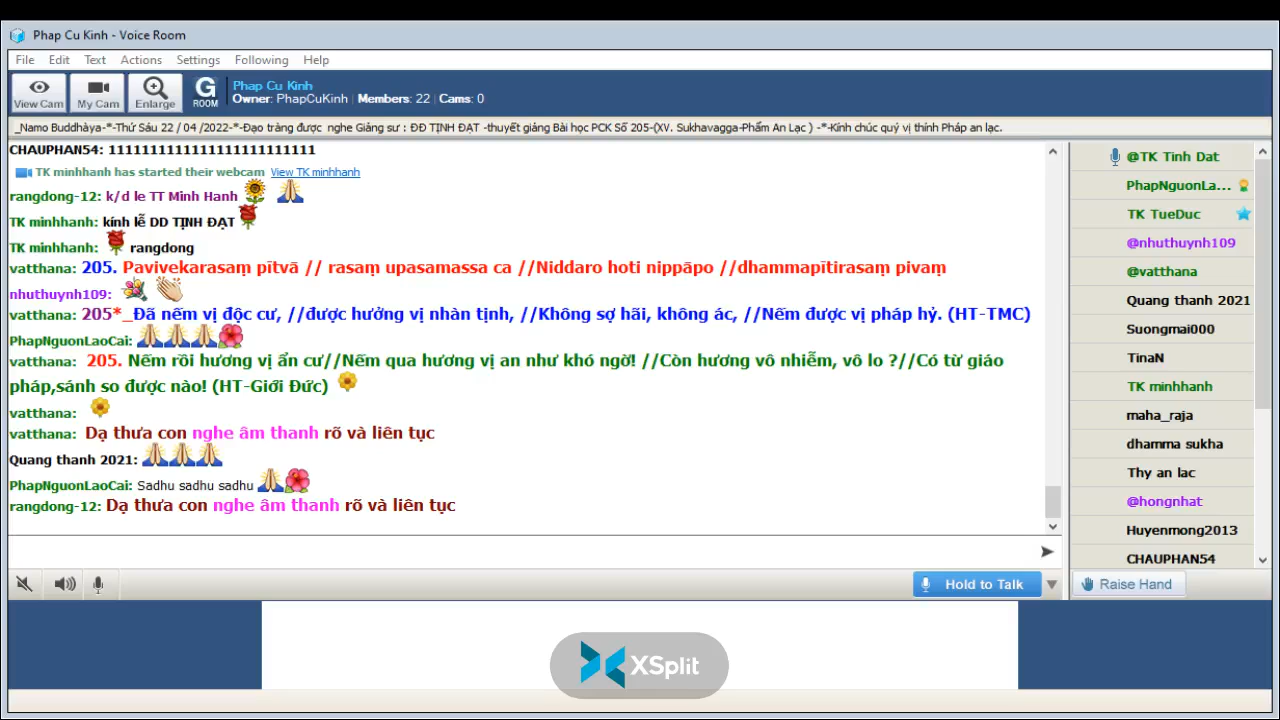 Phap Cu Kinh - Voice Room
File Edit Text Actions Settings Following Help
View Cam My Cam Enlarge G ROOM
Phap Cu Kinh
Owner: PhapCuKinh | Members: 22 / Cams: 0
_Namo Buddhàya-*-Thứ Sáu 22 / 04 /2022-*-Đạo tràng được nghe Giảng sư : ĐĐ TỊNH ĐẠT -thuyết giảng Bài học PCK Số 205-(XV. Sukhavagga-Phẩm An Lạc ) -*-Kính chúc quý vị thính Pháp an lạc.
CHAUPHAN54: 11111111111111111111111111
TK minhhanh has started their webcam View TK minhhanh
rangdong-12: k/d le TT Minh Hanh
TK minhhanh: kính lễ DD TỊNH ĐẠT
TK minhhanh: rangdong
vatthana: 205. Pavivekarasaṃ pītvā // rasaṃ upasamassa ca //Niddaro hoti nippāpo //dhammapītirasaṃ pivaṃ
nhuthuynh109:
vatthana: 205*_Đã nếm vị độc cư, //được hưởng vị nhàn tịnh, //Không sợ hãi, không ác, //Nếm được vị pháp hỷ. (HT-TMC)
PhapNguonLaoCai:
vatthana: 205. Nếm rồi hương vị ẩn cư//Nếm qua hương vị an như khó ngờ! //Còn hương vô nhiễm, vô lo ?//Có từ giáo
pháp,sánh so được nào! (HT-Giới Đức)
vatthana:
vatthana: Dạ thưa con nghe âm thanh rõ và liên tục
Quang thanh 2021:
PhapNguonLaoCai: Sadhu sadhu sadhu
rangdong-12: Dạ thưa con nghe âm thanh rõ và liên tục
Hold to Talk
@TK Tinh Dat
PhapNguonLa...
TK TueDuc
@nhuthuynh109
@vatthana
Quang thanh 2021
Suongmai000
TinaN
TK minhhanh
maha_raja
dhamma sukha
Thy an lac
@hongnhat
Huyenmong2013
CHAUPHAN54
Raise Hand
XSplit